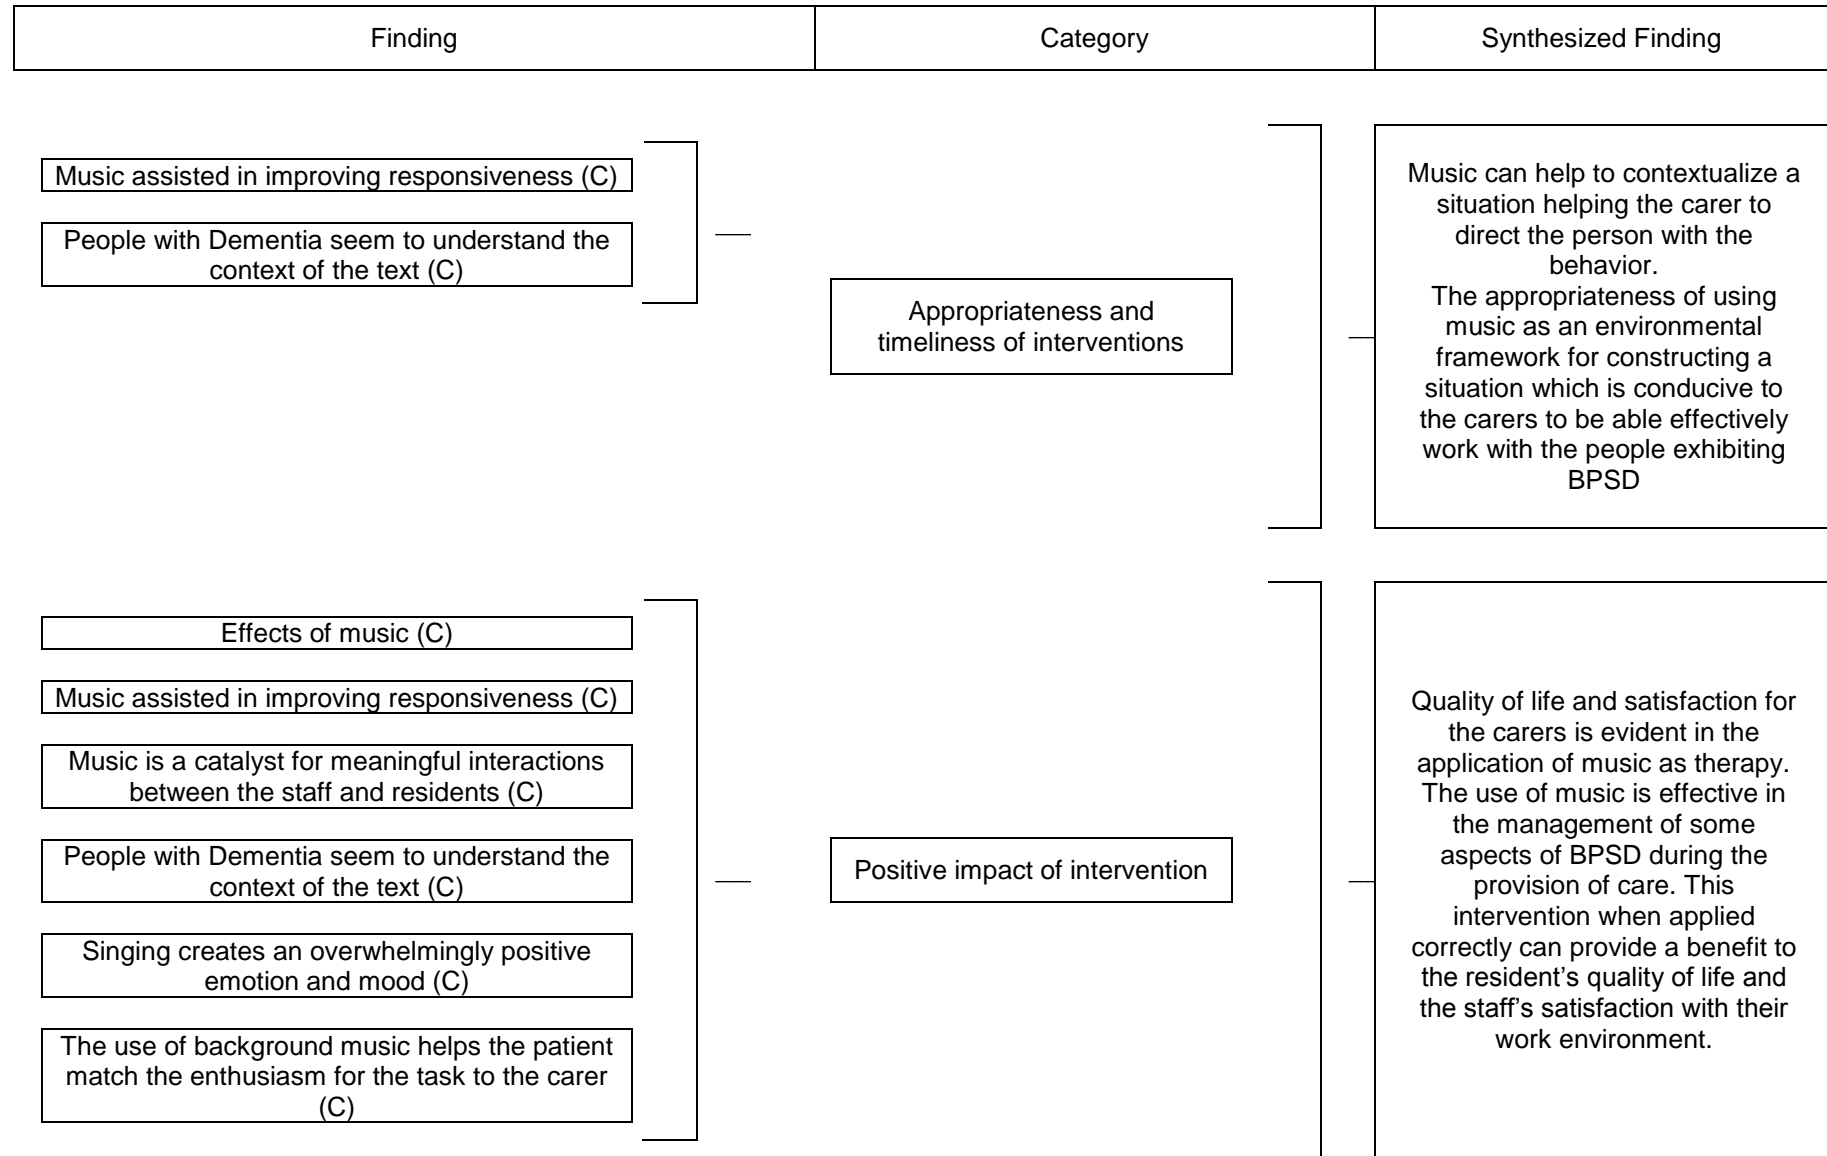 Finding
Category
Synthesized Finding
Music assisted in improving responsiveness (C)
People with Dementia seem to understand the
context of the text (C)
Appropriateness and
timeliness of interventions
Music can help to contextualize a
situation helping the carer to
direct the person with the
behavior.
The appropriateness of using
music as an environmental
framework for constructing a
situation which is conducive to
the carers to be able effectively
work with the people exhibiting
BPSD
Effects of music (C)
Music assisted in improving responsiveness (C)
Music is a catalyst for meaningful interactions
between the staff and residents (C)
People with Dementia seem to understand the
context of the text (C)
Singing creates an overwhelmingly positive
emotion and mood (C)
The use of background music helps the patient
match the enthusiasm for the task to the carer
(C)
Positive impact of intervention
Quality of life and satisfaction for
the carers is evident in the
application of music as therapy.
The use of music is effective in
the management of some
aspects of BPSD during the
provision of care. This
intervention when applied
correctly can provide a benefit to
the resident’s quality of life and
the staff’s satisfaction with their
work environment.